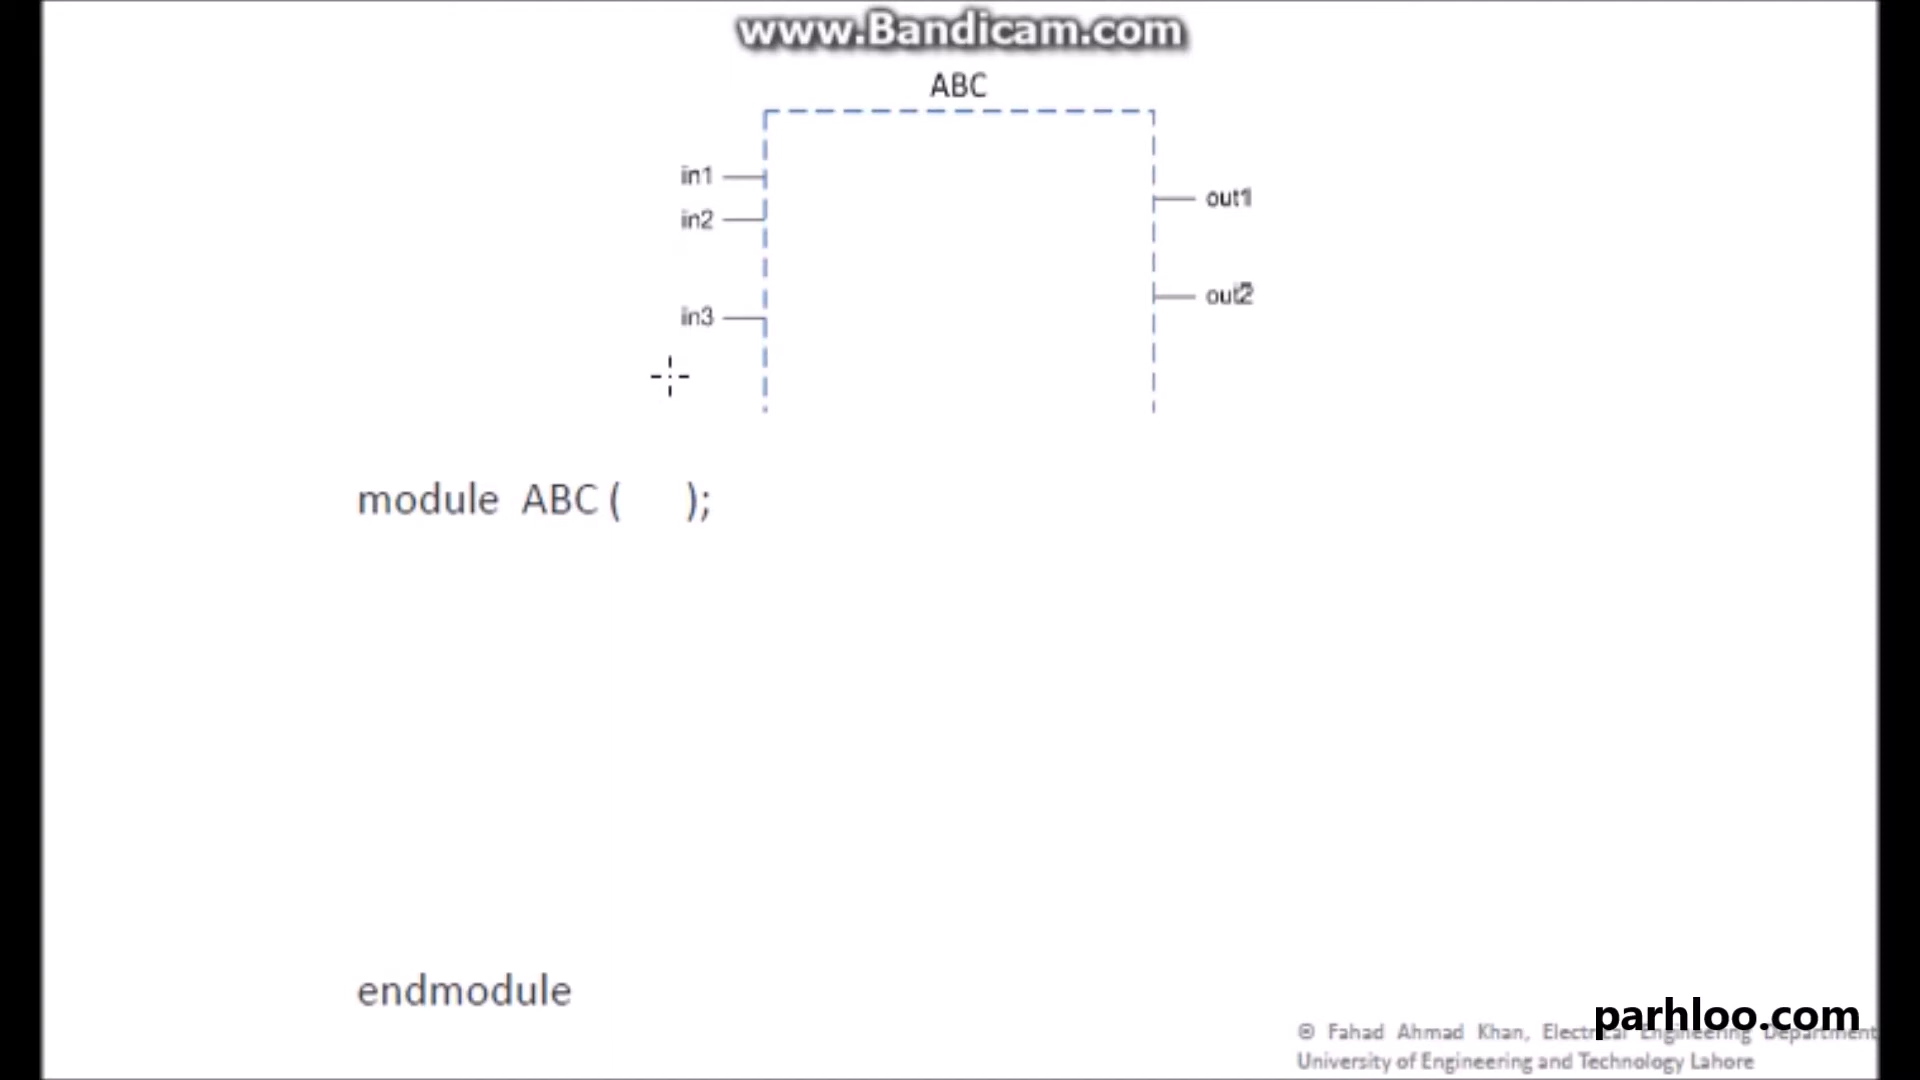 www.Bandicam.com
ABC
in1
out1
in2
out2
in3
module ABC ( );
endmodule
parhloo.com
© Fahad Ahmad Khan, Electrical Engineering Department
University of Engineering and Technology Lahore